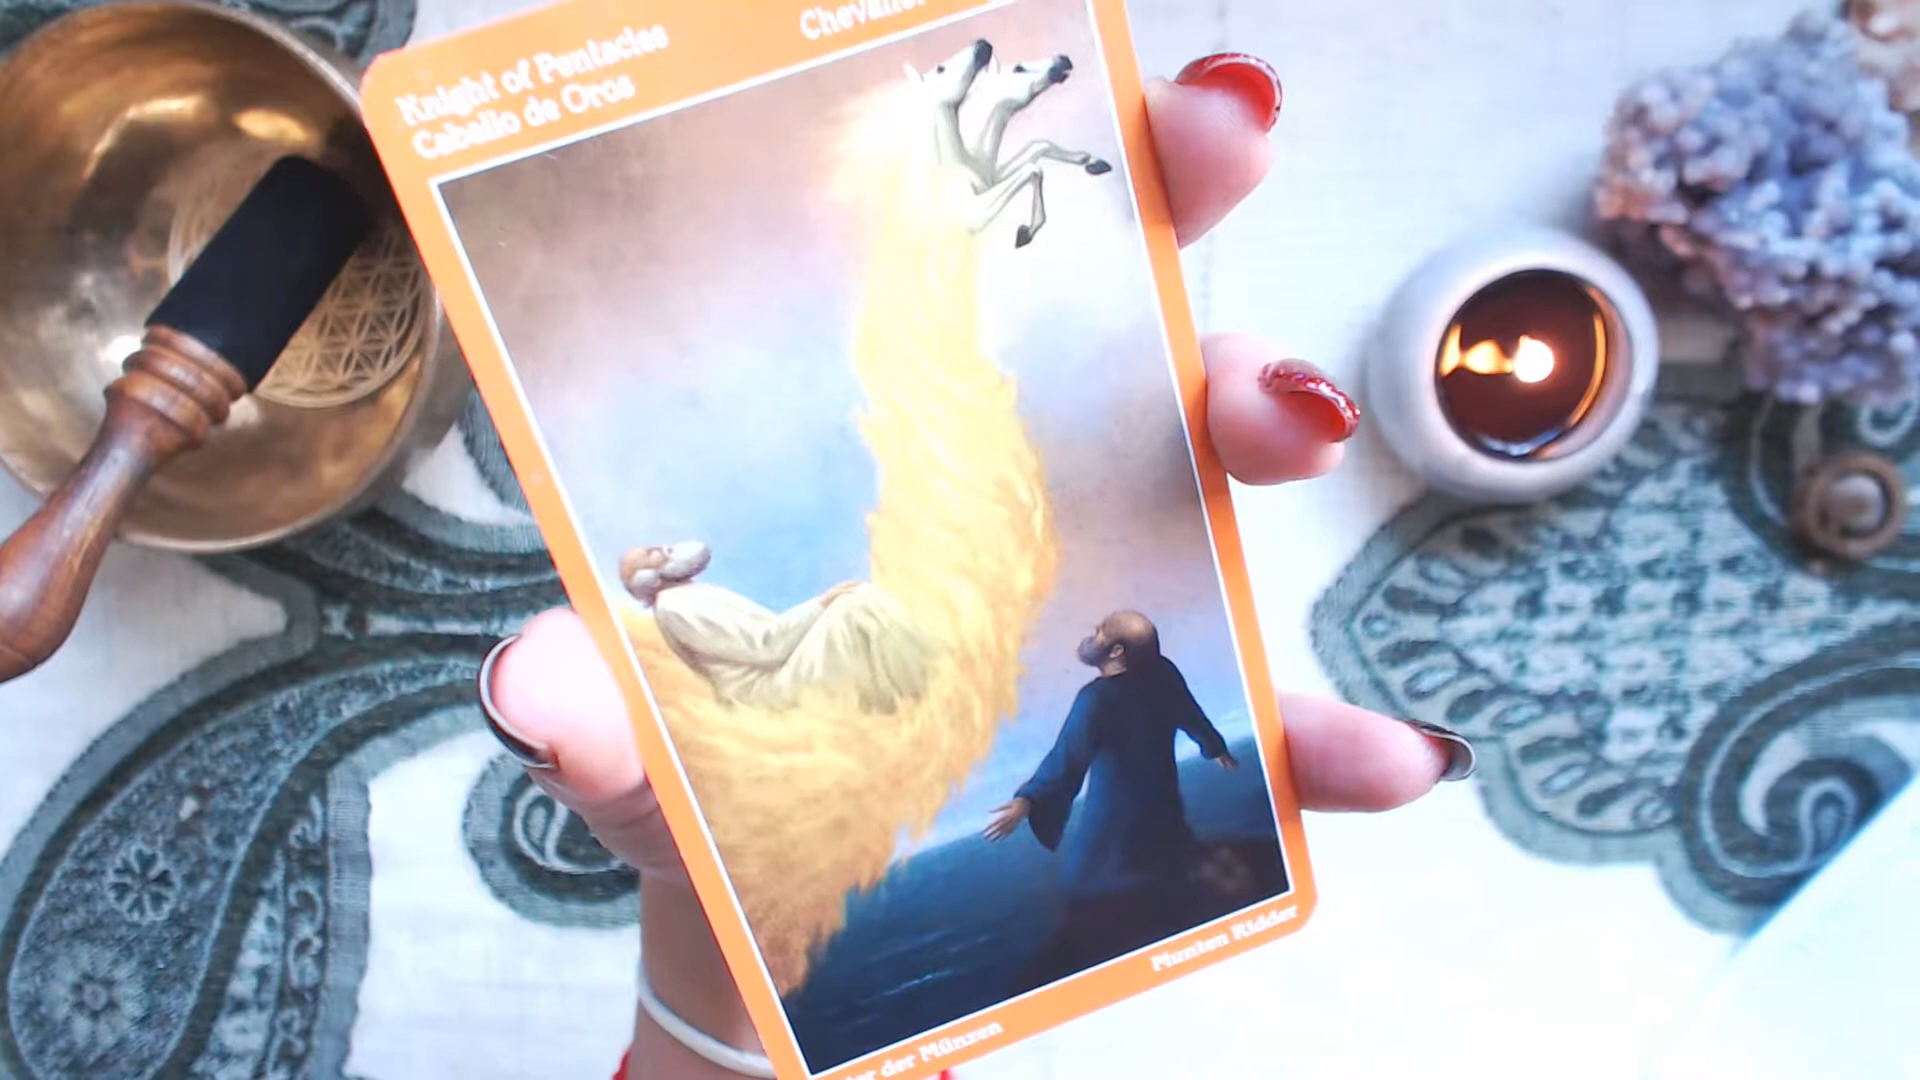 Knight of Pentacles
Caballo de Oros
der Münzen
Munten Ridder